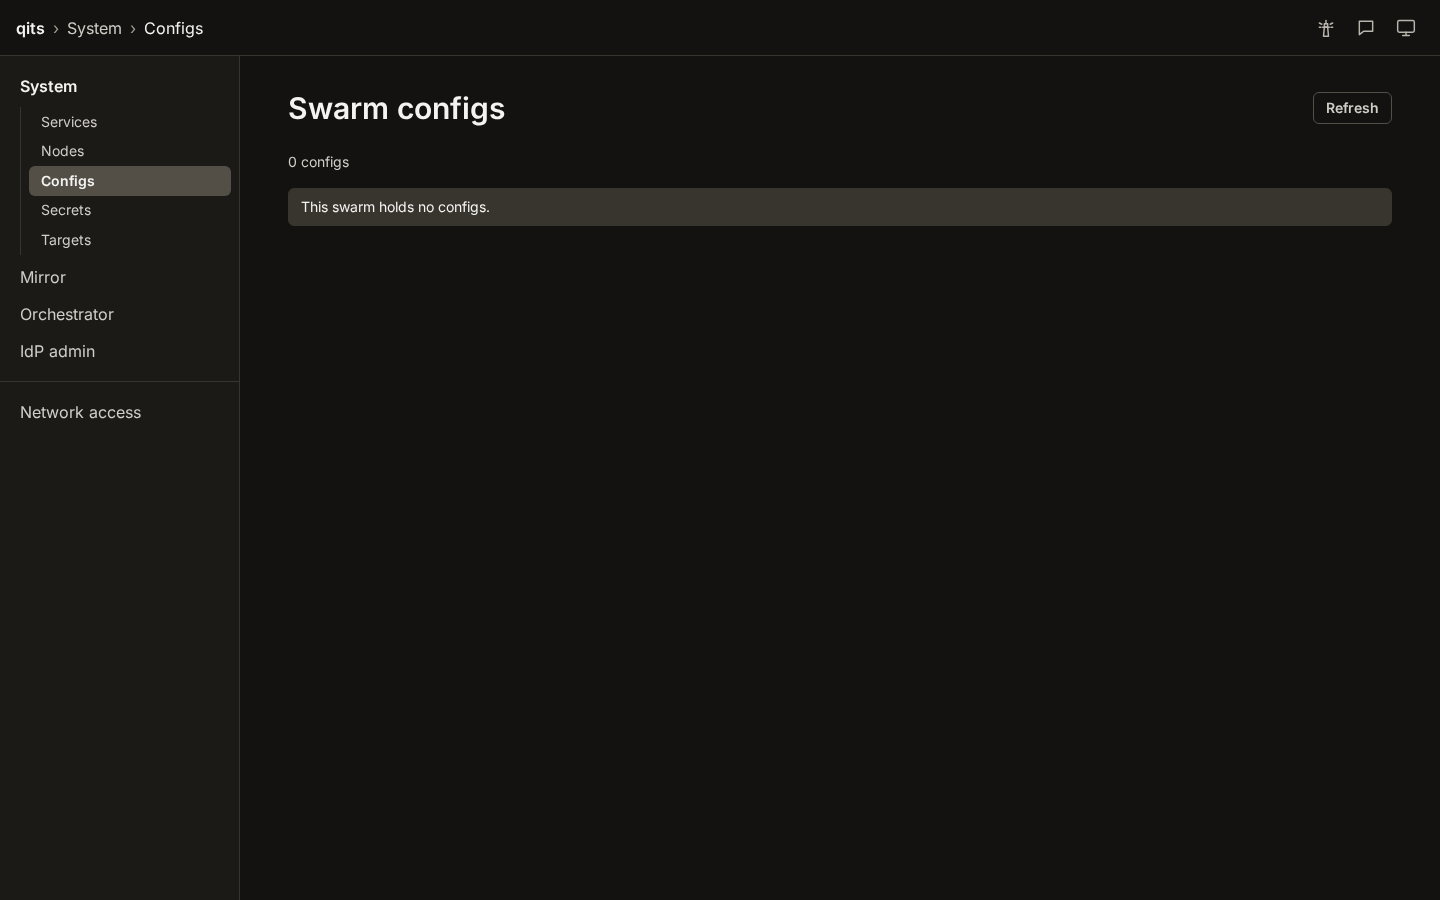 qits › System › Configs
System
Services
Nodes
Configs
Secrets
Targets
Mirror
Orchestrator
IdP admin
Network access
Swarm configs
Refresh
0 configs
This swarm holds no configs.